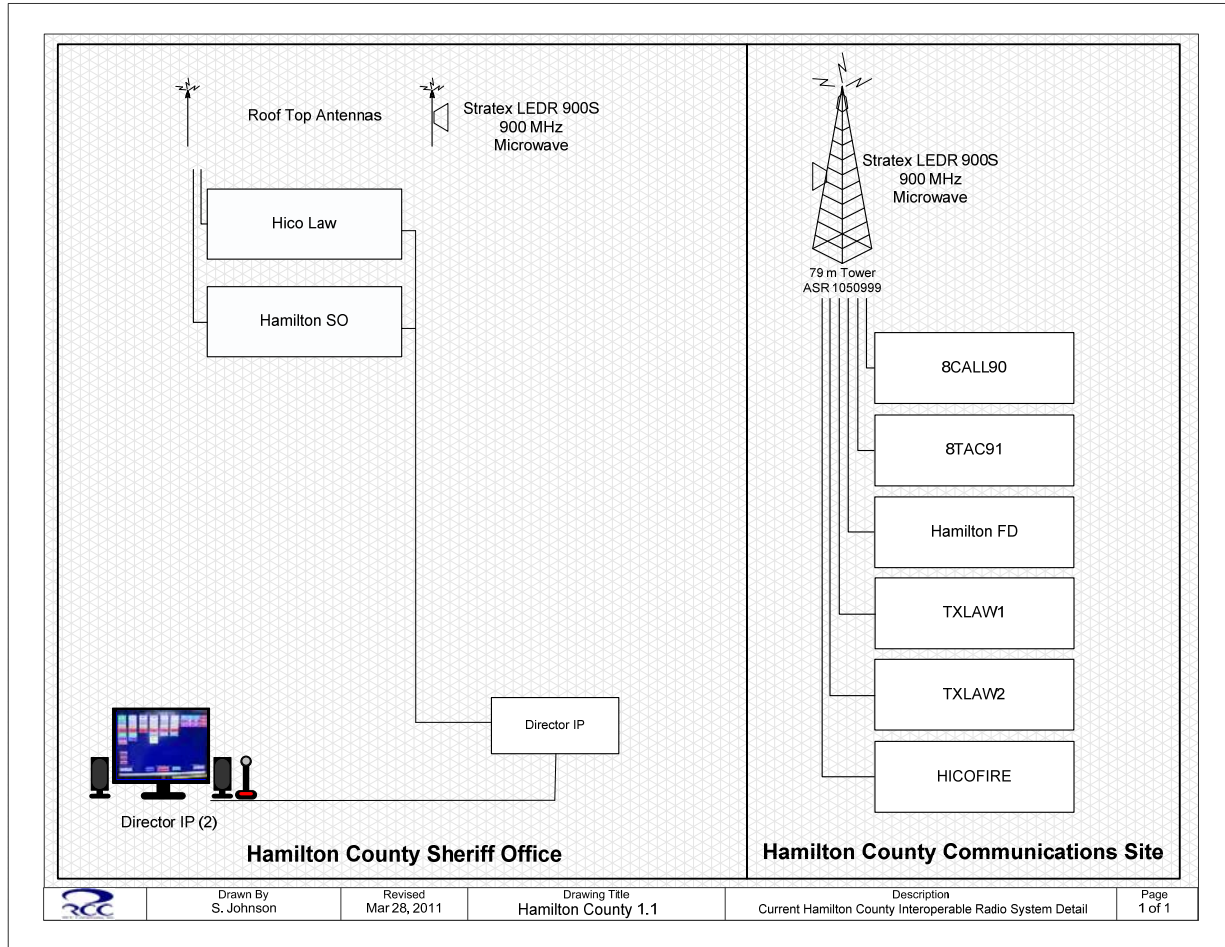 Roof Top Antennas
Stratex LEDR 900S
900 MHz
Microwave
Hico Law
Hamilton SO
Director IP
Director IP (2)
Hamilton County Sheriff Office
Stratex LEDR 900S
900 MHz
Microwave
79 m Tower
ASR 1050999
8CALL90
8TAC91
Hamilton FD
TXLAW1
TXLAW2
HICOFIRE
Hamilton County Communications Site
RCC
Drawn By
S. Johnson
Revised
Mar 28, 2011
Drawing Title
Hamilton County 1.1
Description
Current Hamilton County Interoperable Radio System Detail
Page
1 of 1